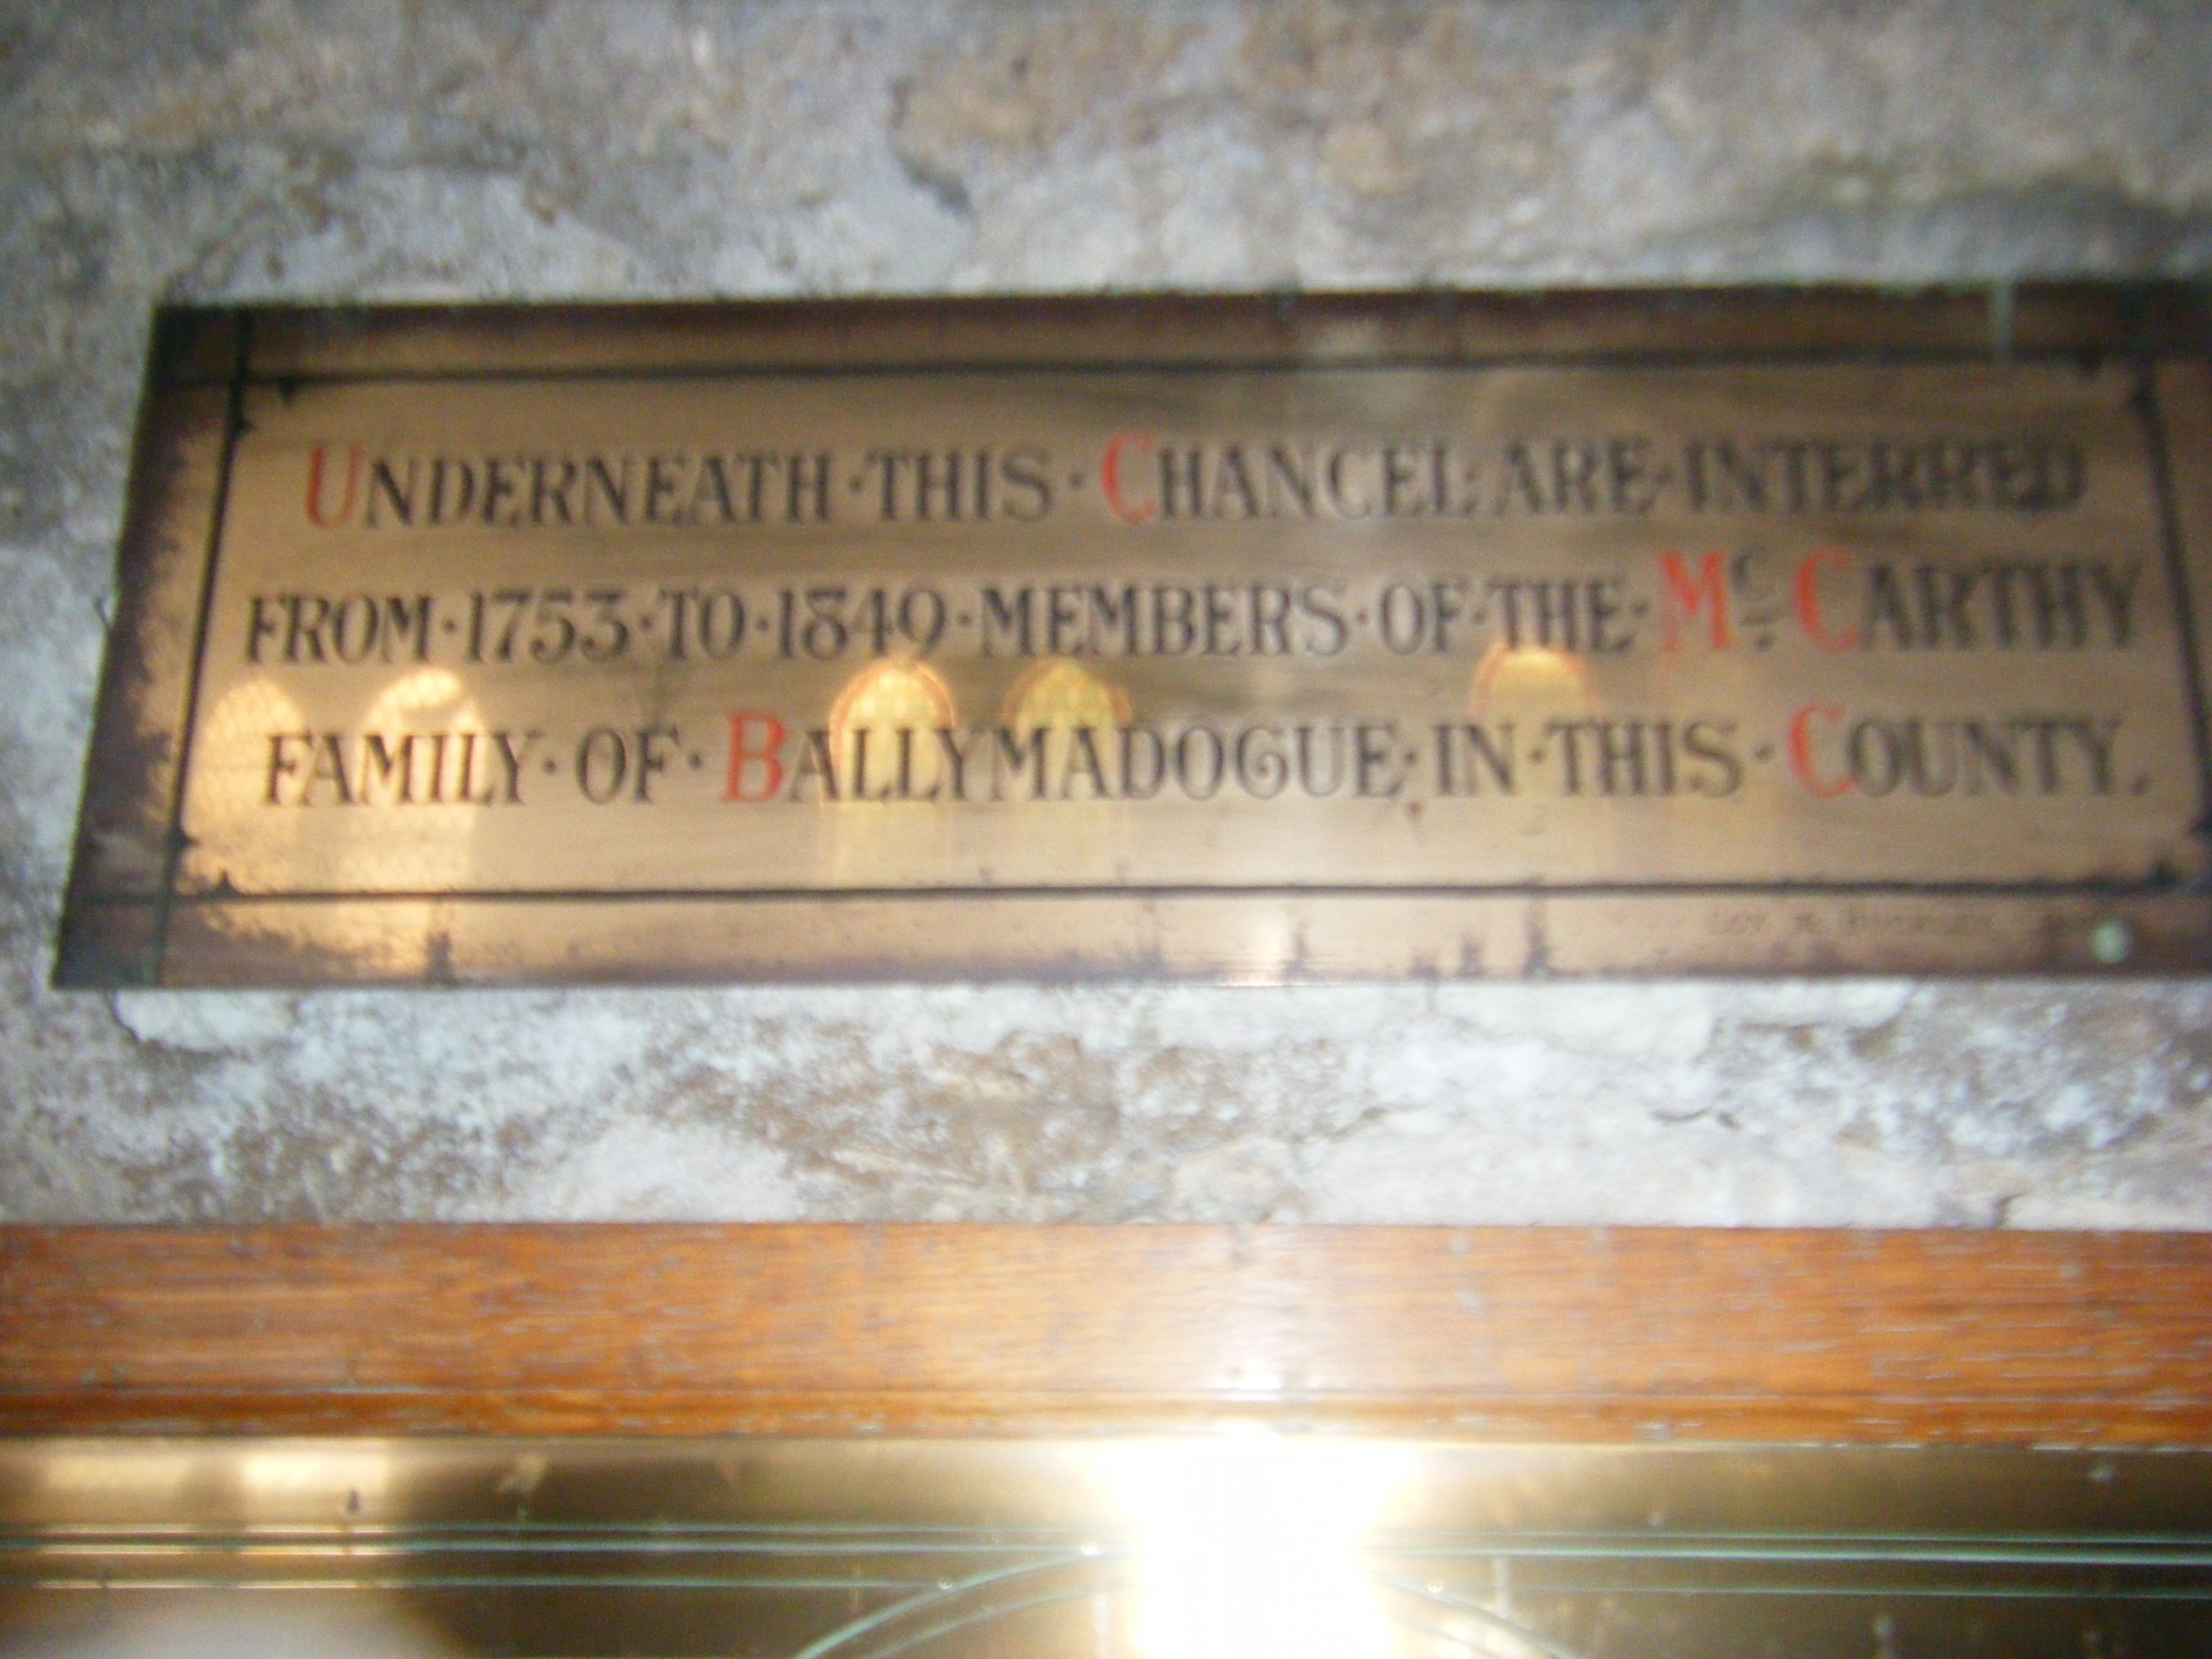 UNDERNEATH·THIS·CHANCEL·ARE·INTERRED
FROM·1753·TO·1849·MEMBERS·OF·THE·Mc CARTHY
FAMILY·OF·BALLYMADOGUE·IN·THIS·COUNTY.